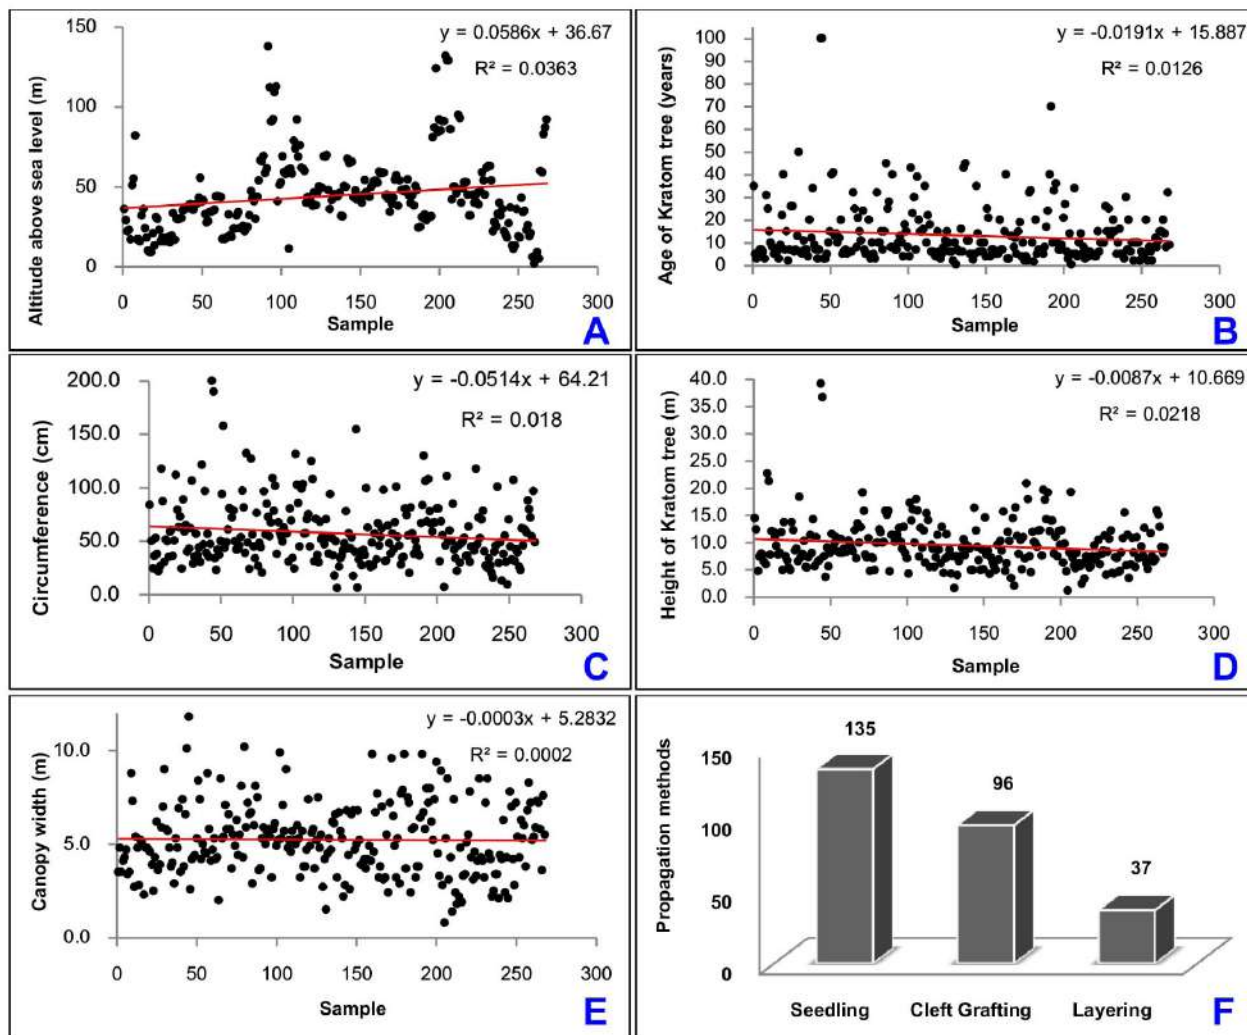 y = 0.0586x + 36.67
R² = 0.0363
Altitude above sea level (m)
150
100
50
0
0 50 100 150 200 250 300
Sample
A
y = -0.0191x + 15.887
R² = 0.0126
Age of Kratom tree (years)
100
90
80
70
60
50
40
30
20
10
0
0 50 100 150 200 250 300
Sample
B
y = -0.0514x + 64.21
R² = 0.018
Circumference (cm)
200.0
150.0
100.0
50.0
0.0
0 50 100 150 200 250 300
Sample
C
y = -0.0087x + 10.669
R² = 0.0218
Height of Kratom tree (m)
40.0
35.0
30.0
25.0
20.0
15.0
10.0
5.0
0.0
0 50 100 150 200 250 300
Sample
D
y = -0.0003x + 5.2832
R² = 0.0002
Canopy width (m)
10.0
5.0
0.0
0 50 100 150 200 250 300
Sample
E
Propagation methods
150
100
50
0
135
96
37
Seedling Cleft Grafting Layering
F